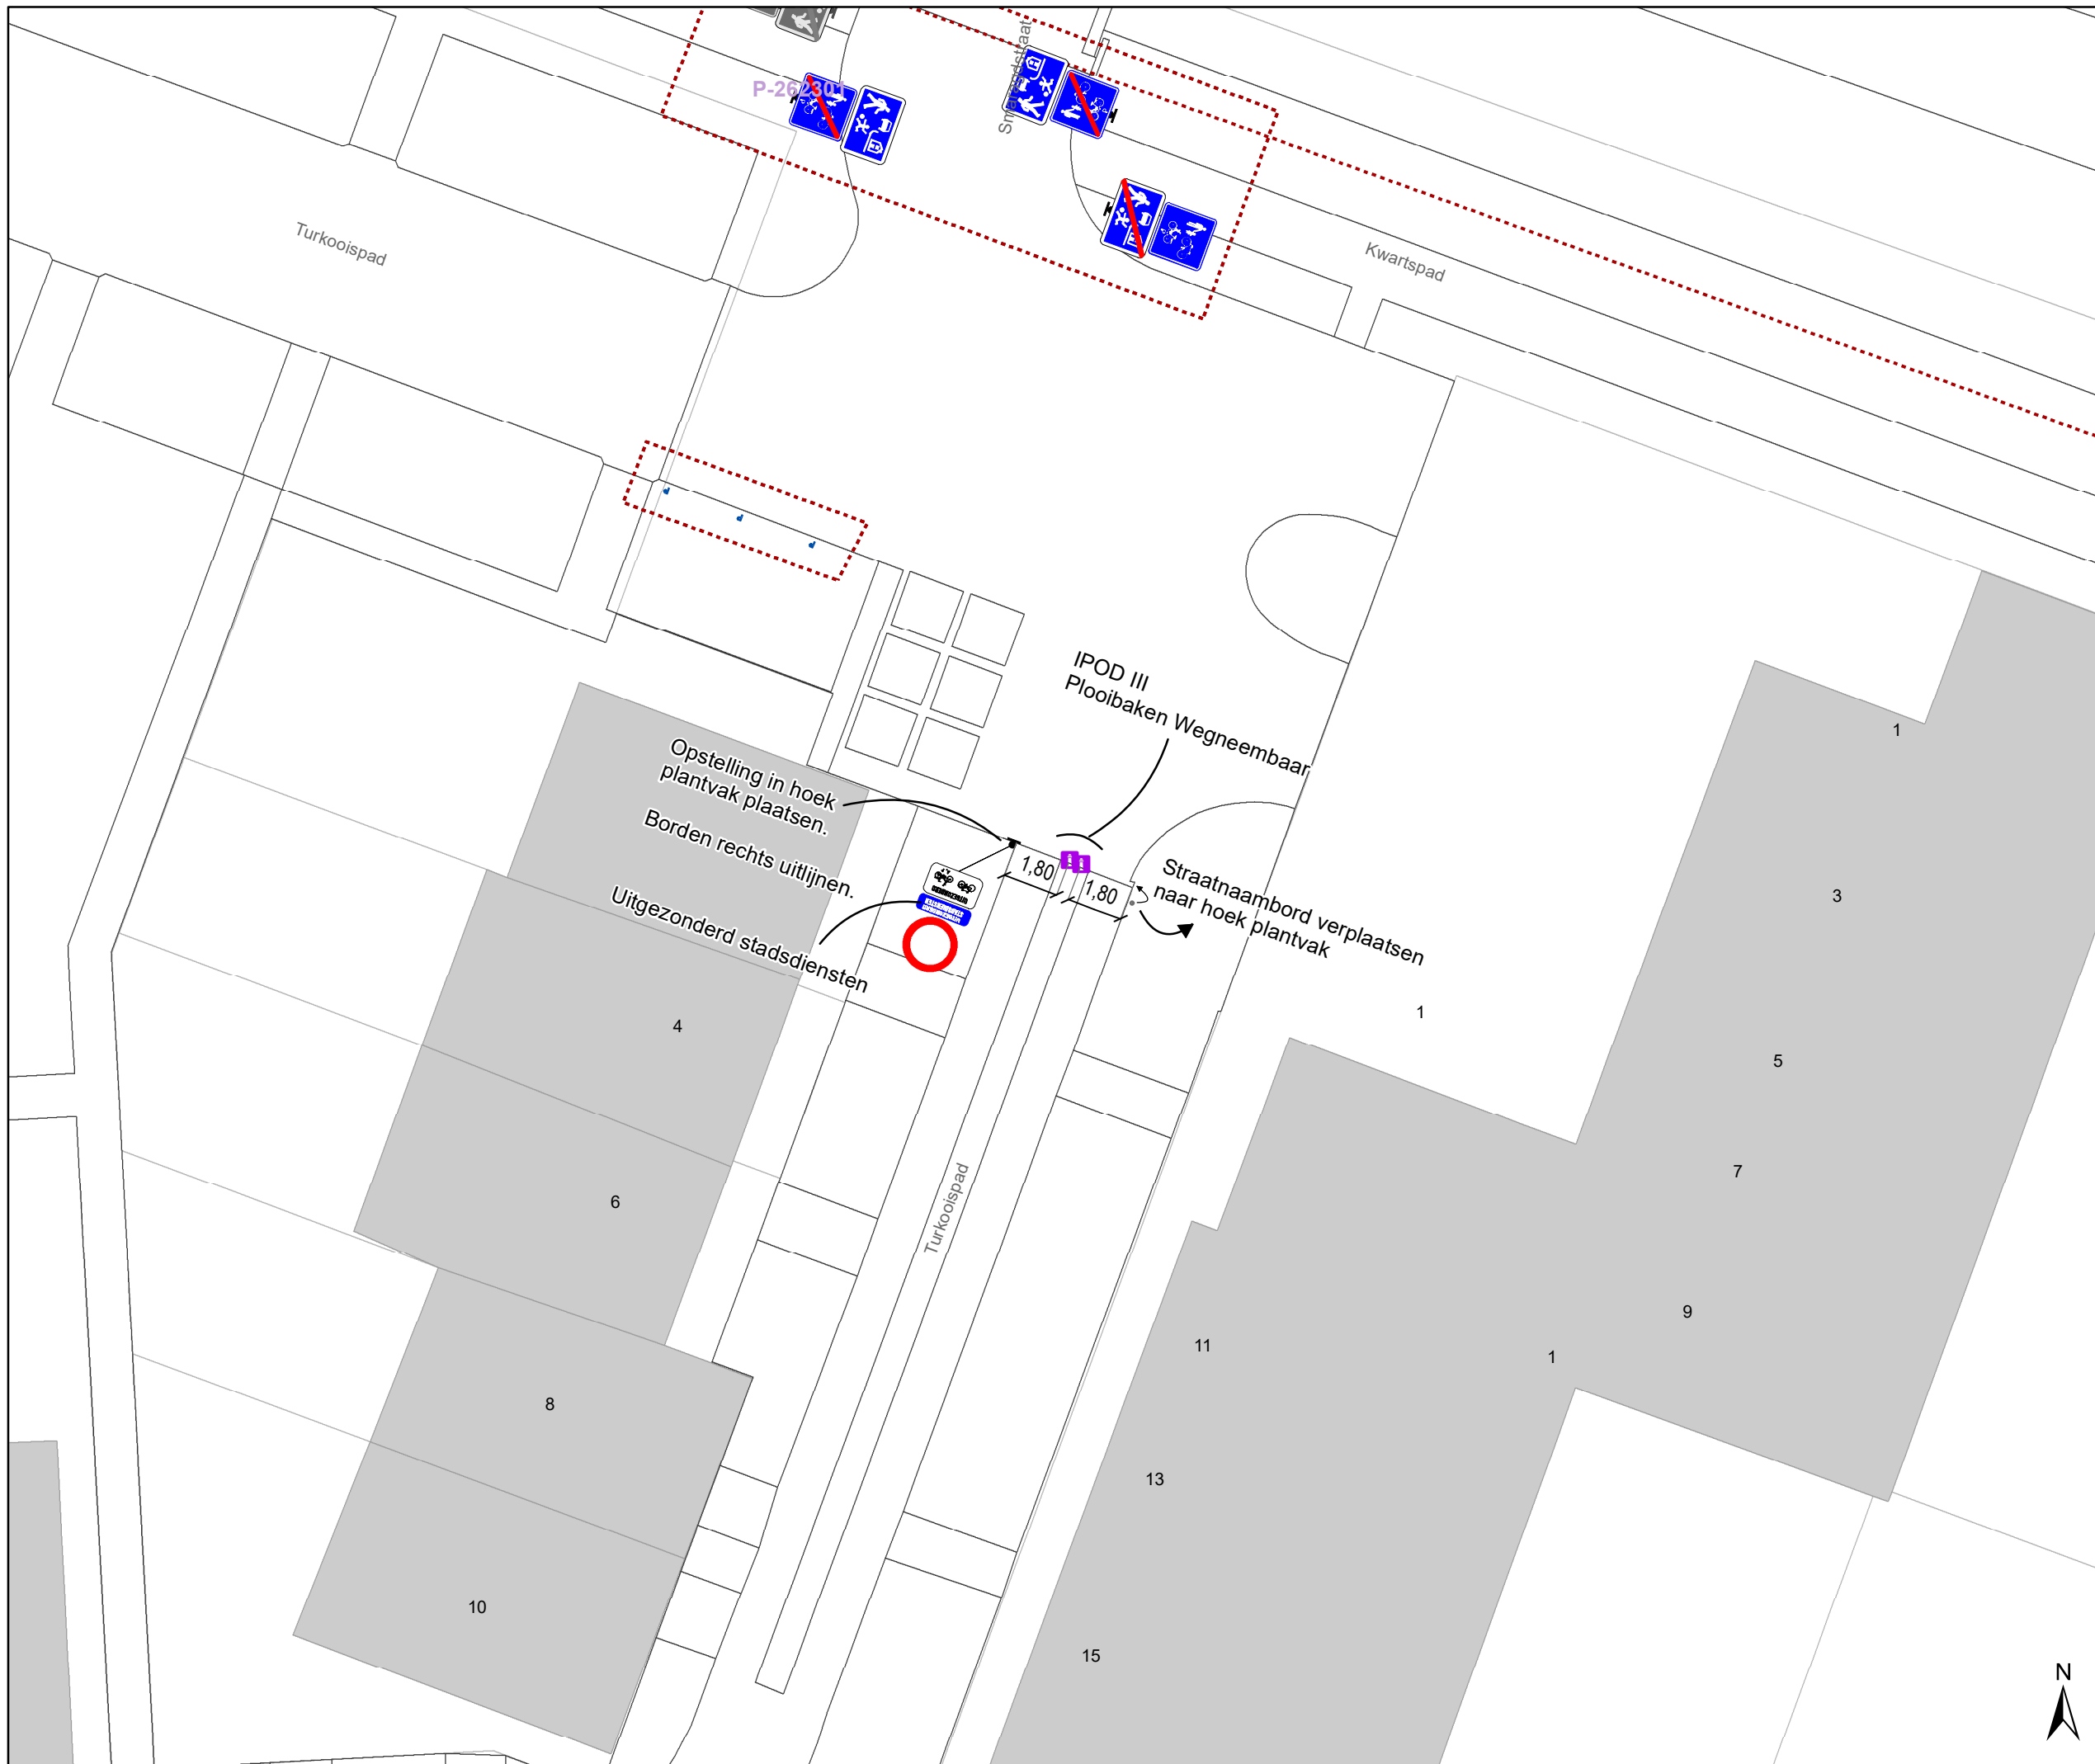 Smaragdstraat
P-262301
Turkooispad
Kwartspad
IPOD III
Plooibaken Wegneembaar
Opstelling in hoek
plantvak plaatsen.
Borden rechts uitlijnen.
Uitgezonderd stadsdiensten
1,80
1,80
Straatnaambord verplaatsen
naar hoek plantvak
Turkooispad
1
3
1
5
4
7
6
9
11
1
8
13
10
15
N